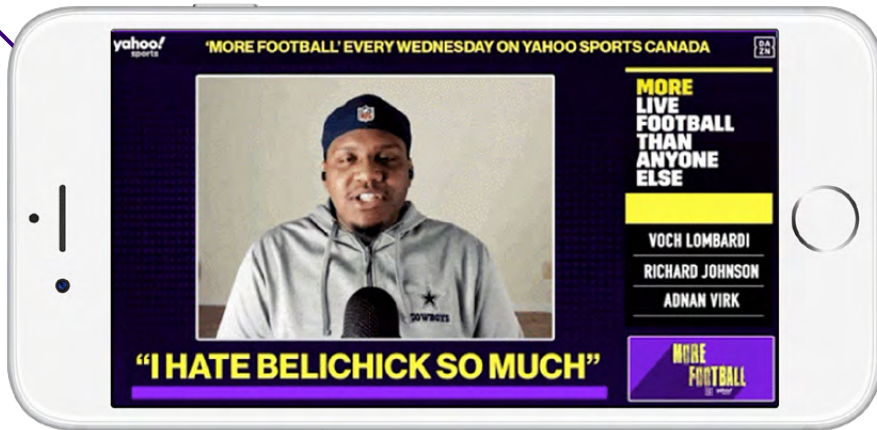 yahoo!
sports
'MORE FOOTBALL' EVERY WEDNESDAY ON YAHOO SPORTS CANADA
DA
ZN
MORE
LIVE
FOOTBALL
THAN
ANYONE
ELSE
VOCH LOMBARDI
RICHARD JOHNSON
ADNAN VIRK
NFL
COWBOYS
"I HATE BELICHICK SO MUCH"
MORE
FOOTBALL